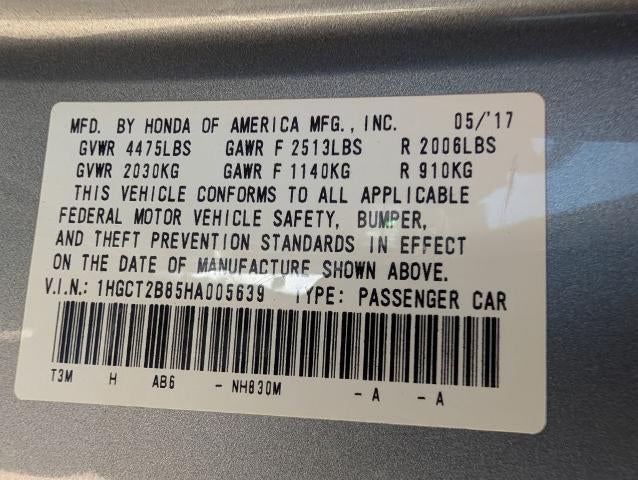 MFD. BY HONDA OF AMERICA MFG., INC. 05/'17
GVWR 4475LBS GAWR F 2513LBS R 2006LBS
GVWR 2030KG GAWR F 1140KG R 910KG
THIS VEHICLE CONFORMS TO ALL APPLICABLE
FEDERAL MOTOR VEHICLE SAFETY, BUMPER,
AND THEFT PREVENTION STANDARDS IN EFFECT
ON THE DATE OF MANUFACTURE SHOWN ABOVE.
V.I.N.: 1HGCT2B85HA005639 TYPE: PASSENGER CAR
T3M H AB6 - NH830M - A - A